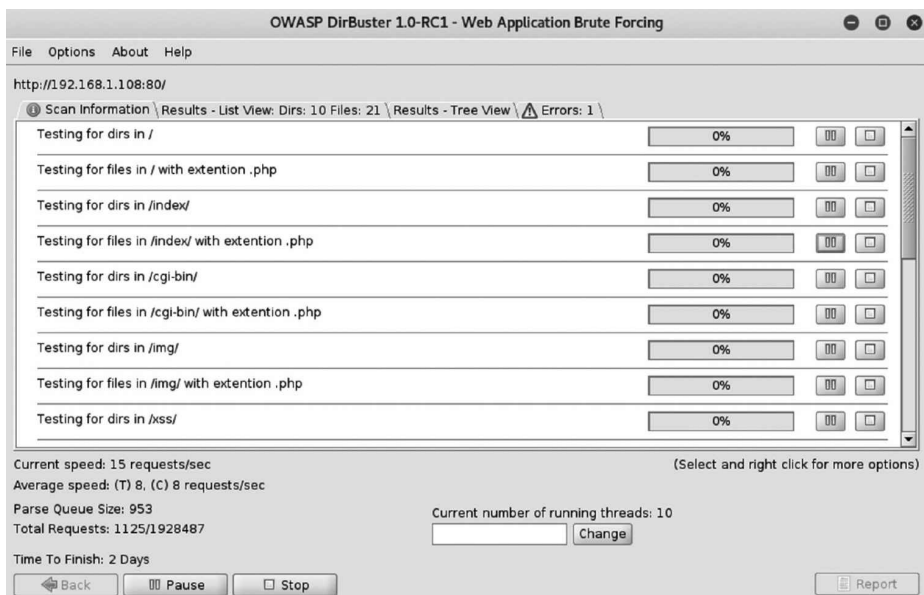 OWASP DirBuster 1.0-RC1 - Web Application Brute Forcing
File Options About Help
http://192.168.1.108:80/
Scan Information Results - List View: Dirs: 10 Files: 21 Results - Tree View Errors: 1
Testing for dirs in / 0%
Testing for files in / with extention .php 0%
Testing for dirs in /index/ 0%
Testing for files in /index/ with extention .php 0%
Testing for dirs in /cgi-bin/ 0%
Testing for files in /cgi-bin/ with extention .php 0%
Testing for dirs in /img/ 0%
Testing for files in /img/ with extention .php 0%
Testing for dirs in /xss/ 0%
Current speed: 15 requests/sec (Select and right click for more options)
Average speed: (T) 8, (C) 8 requests/sec
Parse Queue Size: 953
Current number of running threads: 10
Total Requests: 1125/1928487
Change
Time To Finish: 2 Days
Back Pause Stop Report